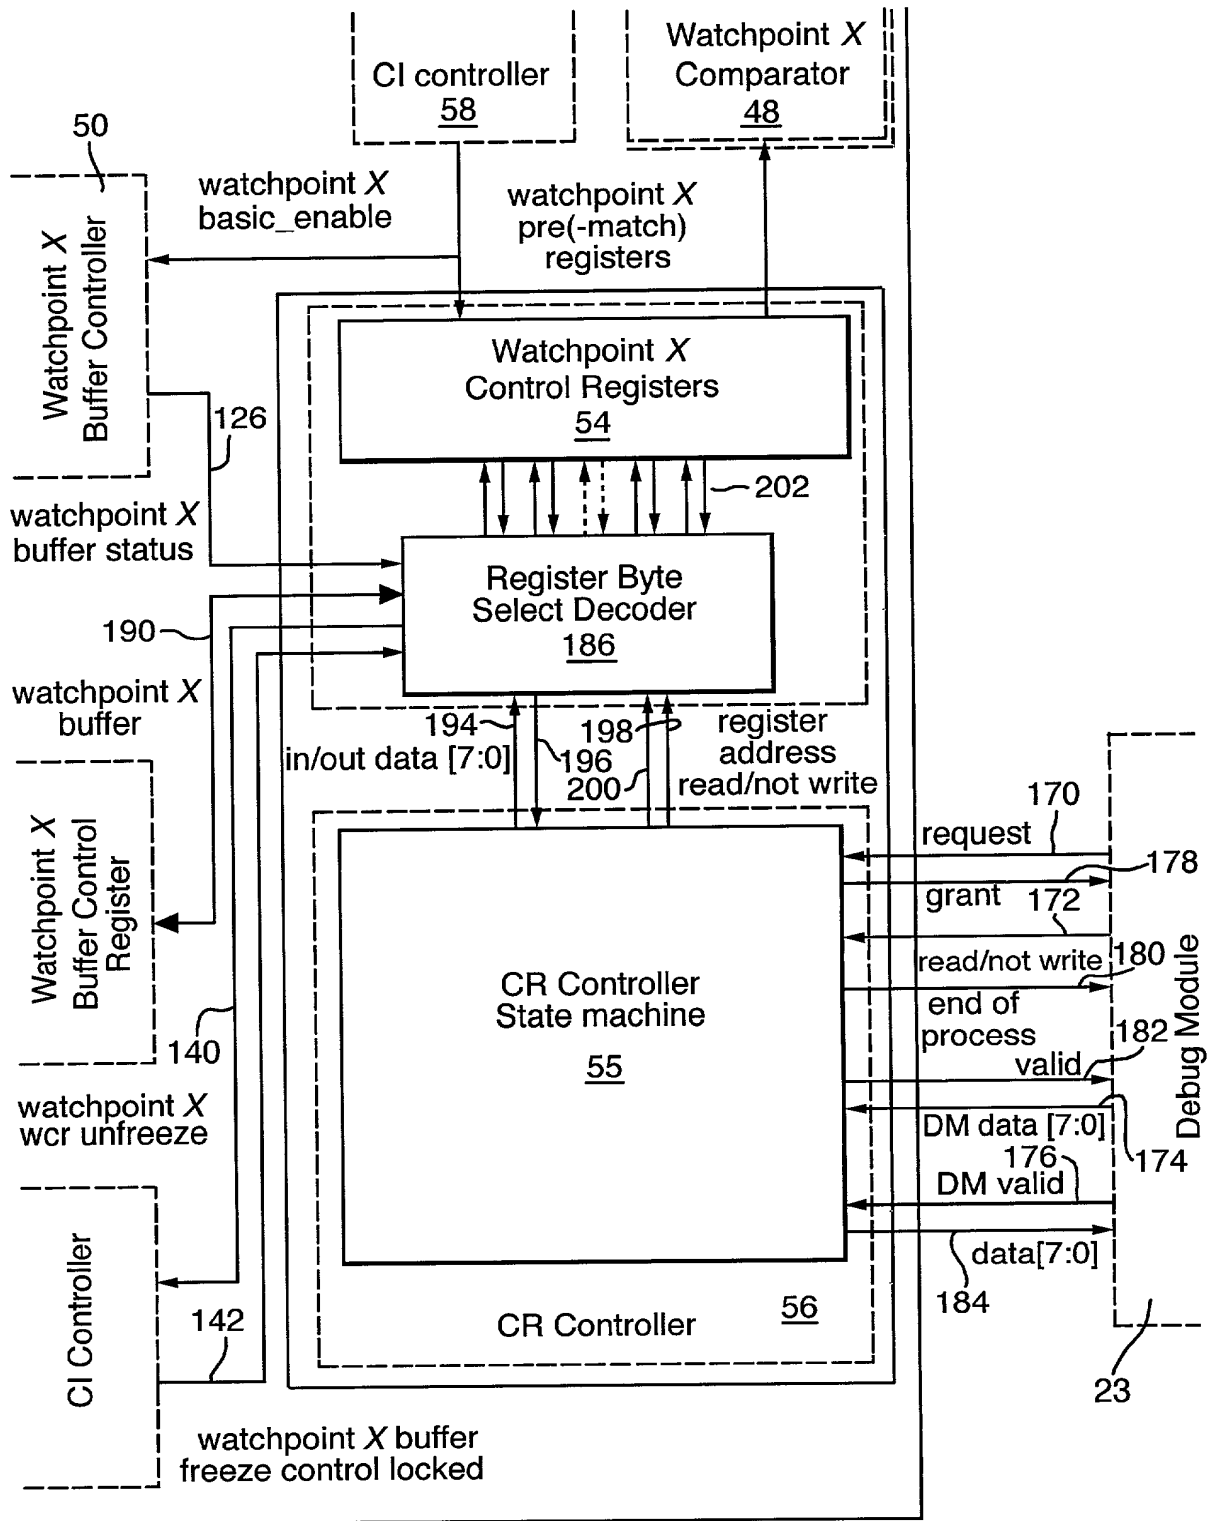 CI controller
58
Watchpoint X
Comparator
48
50
Watchpoint X
Buffer Controller
watchpoint X
basic_enable
watchpoint X
pre(-match)
registers
Watchpoint X
Control Registers
54
126
202
watchpoint X
buffer status
Register Byte
Select Decoder
186
190
watchpoint X
buffer
194
in/out data [7:0]
196
198
200
register
address
read/not write
Watchpoint X
Buffer Control
Register
140
170
request
178
grant
172
read/not write
180
end of
process
182
valid
DM data [7:0]
174
176
DM valid
data[7:0]
184
Debug Module
23
CR Controller
State machine
55
watchpoint X
wcr unfreeze
CI Controller
142
CR Controller
56
watchpoint X buffer
freeze control locked